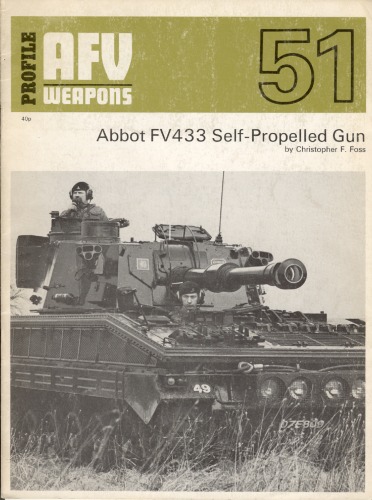 PROFILE
AFV
WEAPONS
51
40p
Abbot FV433 Self-Propelled Gun
by Christopher F. Foss
49